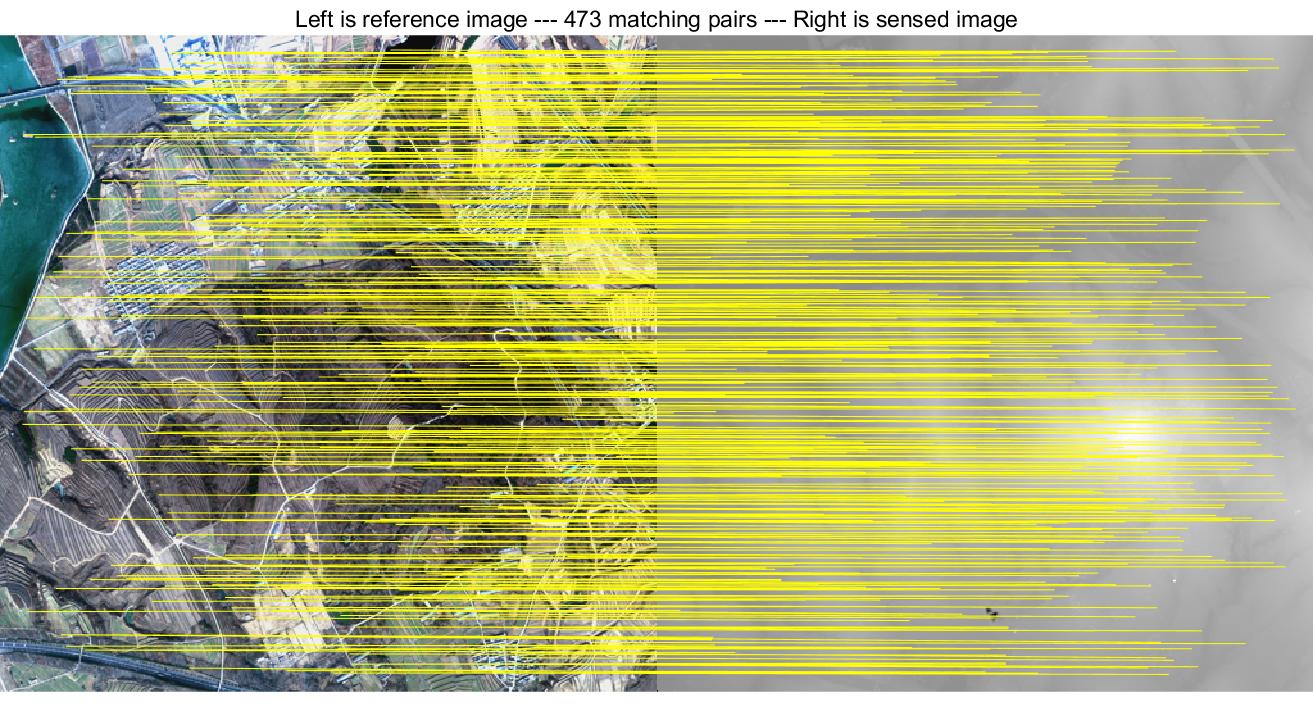 Left is reference image --- 473 matching pairs --- Right is sensed image